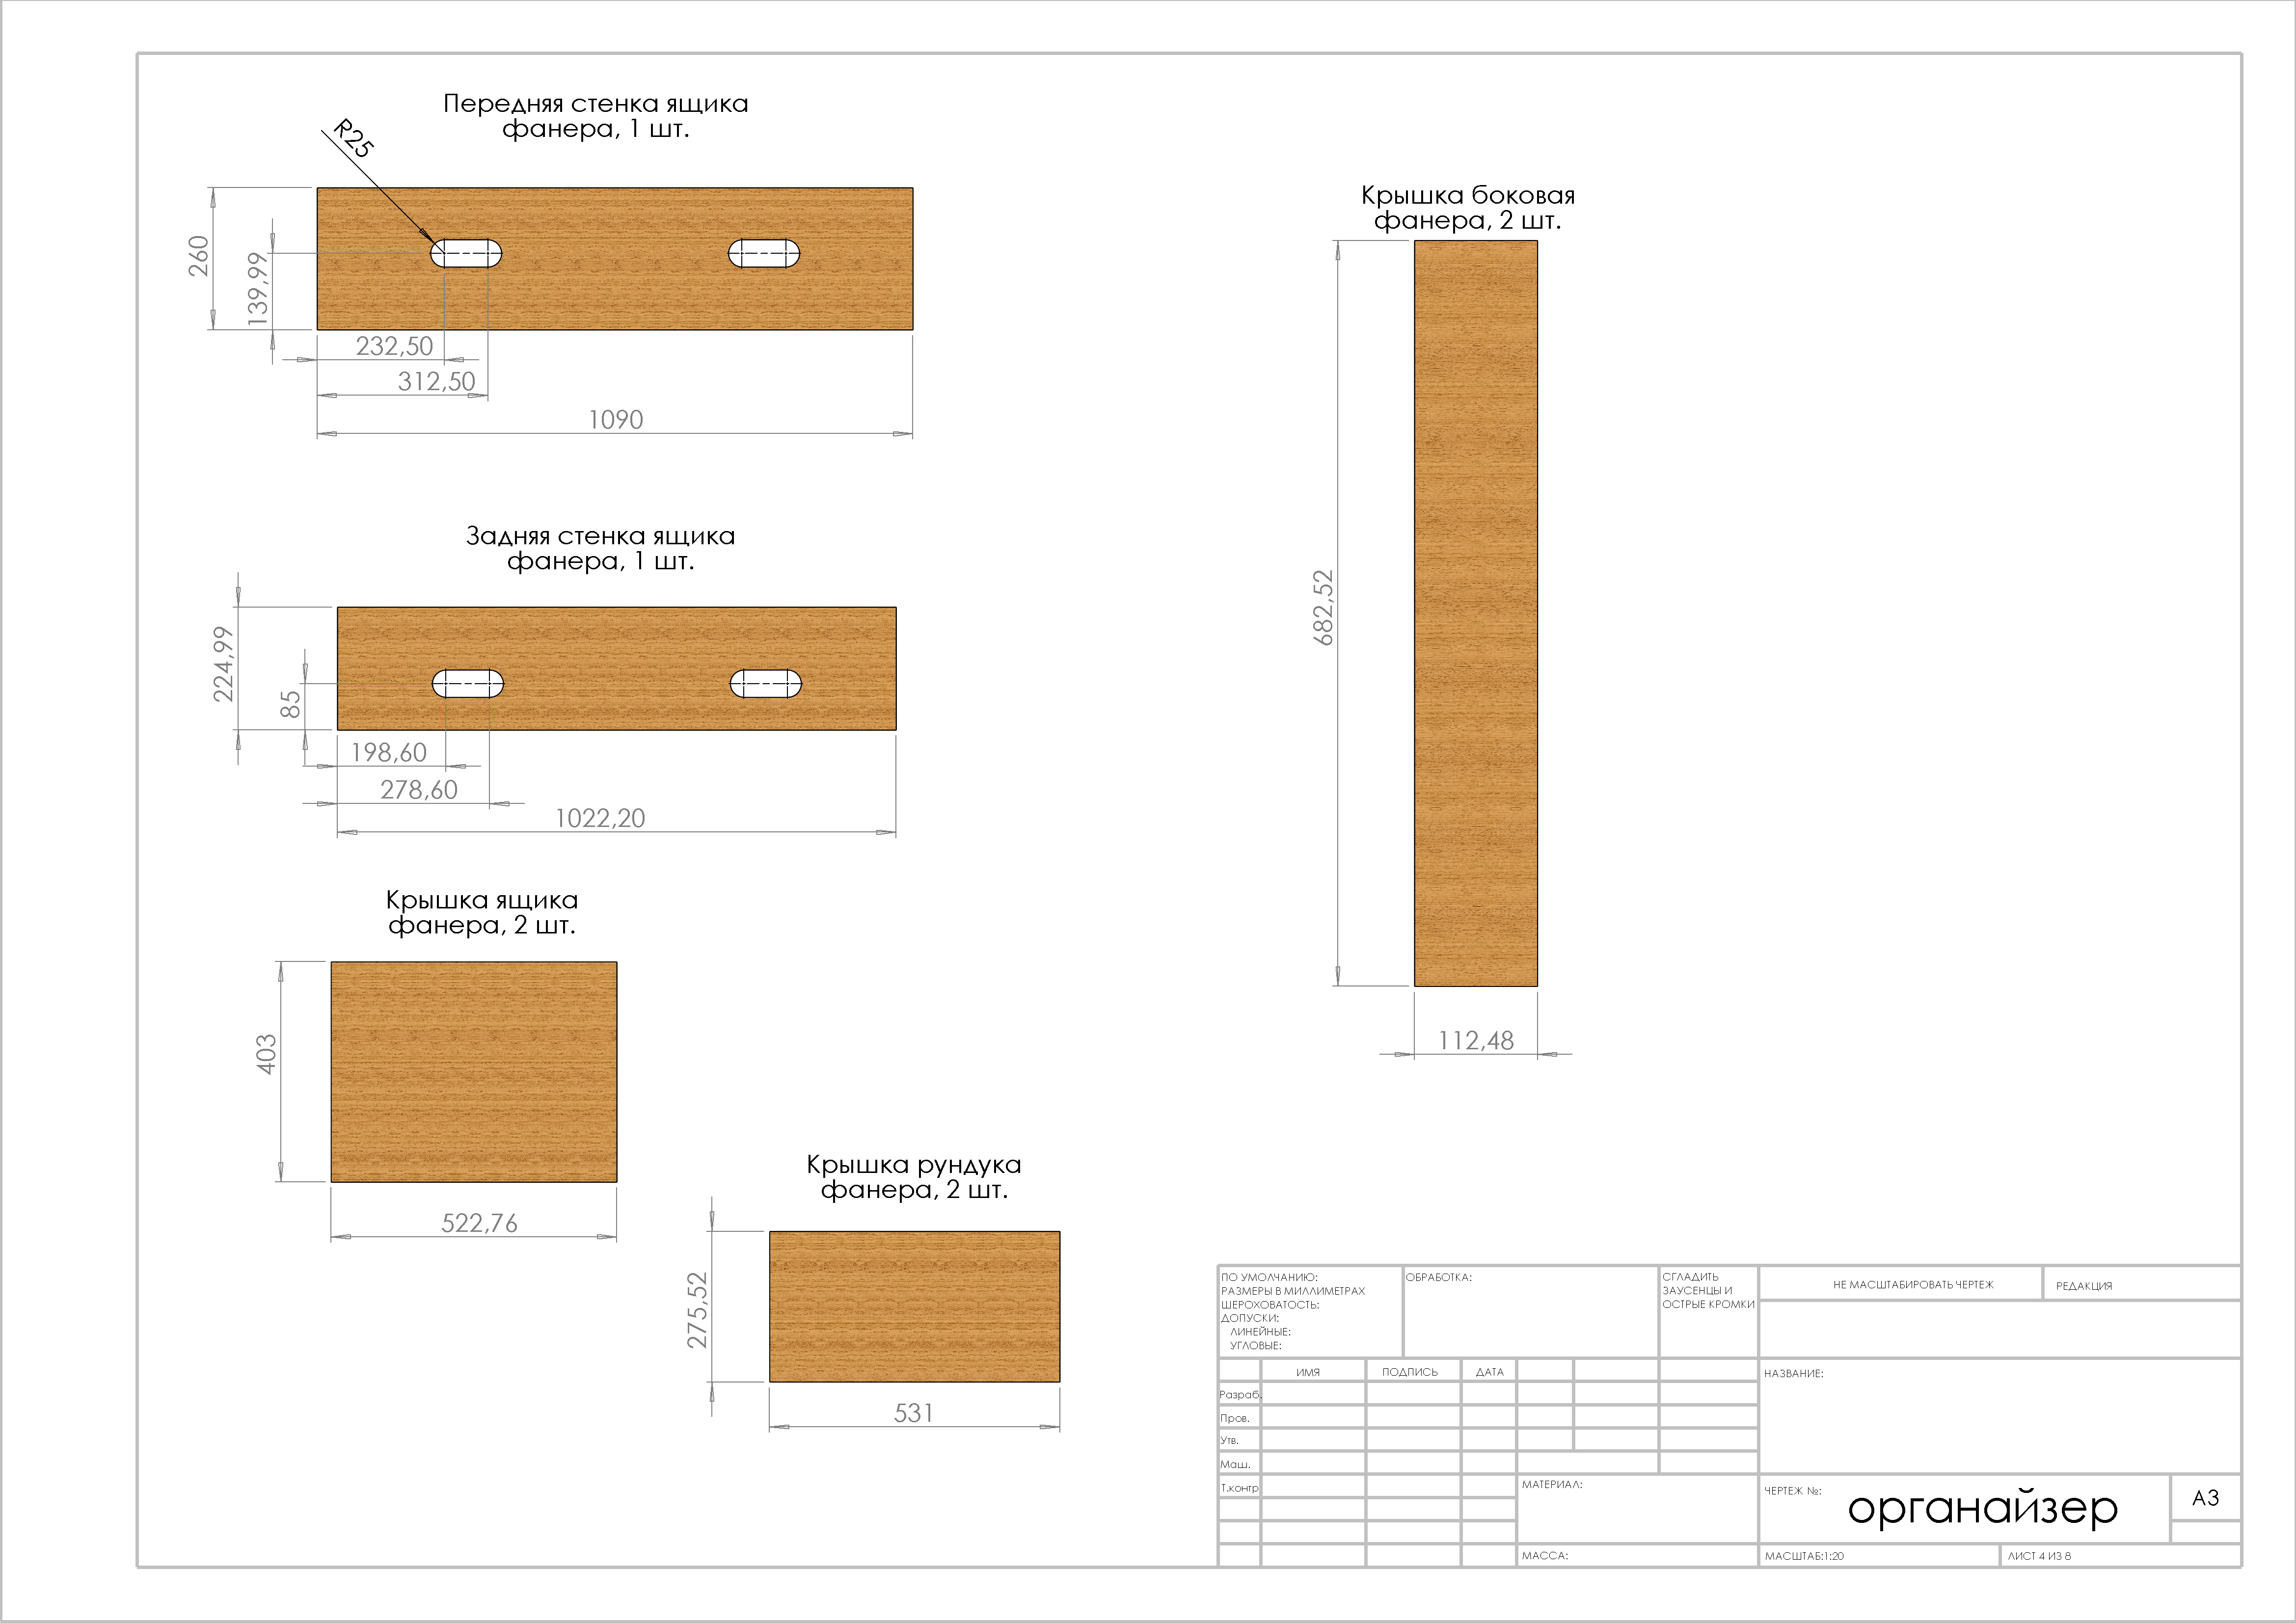 Передняя стенка ящика
фанера, 1 шт.
R25
260
139,99
232,50
312,50
1090
Задняя стенка ящика
фанера, 1 шт.
224,99
85
198,60
278,60
1022,20
Крышка ящика
фанера, 2 шт.
403
522,76
Крышка рундука
фанера, 2 шт.
275,52
531
Крышка боковая
фанера, 2 шт.
682,52
112,48
ПО УМОЛЧАНИЮ:
РАЗМЕРЫ В МИЛЛИМЕТРАХ
ШЕРОХОВАТОСТЬ:
ДОПУСКИ:
ЛИНЕЙНЫЕ:
УГЛОВЫЕ:
ОБРАБОТКА:
СГЛАДИТЬ
ЗАУСЕНЦЫ И
ОСТРЫЕ КРОМКИ
НЕ МАСШТАБИРОВАТЬ ЧЕРТЕЖ
РЕДАКЦИЯ
ИМЯ
ПОДПИСЬ
ДАТА
Разраб.
Пров.
Утв.
Маш.
Т.контр
НАЗВАНИЕ:
МАТЕРИАЛ:
МАССА:
ЧЕРТЕЖ №:
органайзер
A3
МАСШТАБ:1:20
ЛИСТ 4 ИЗ 8